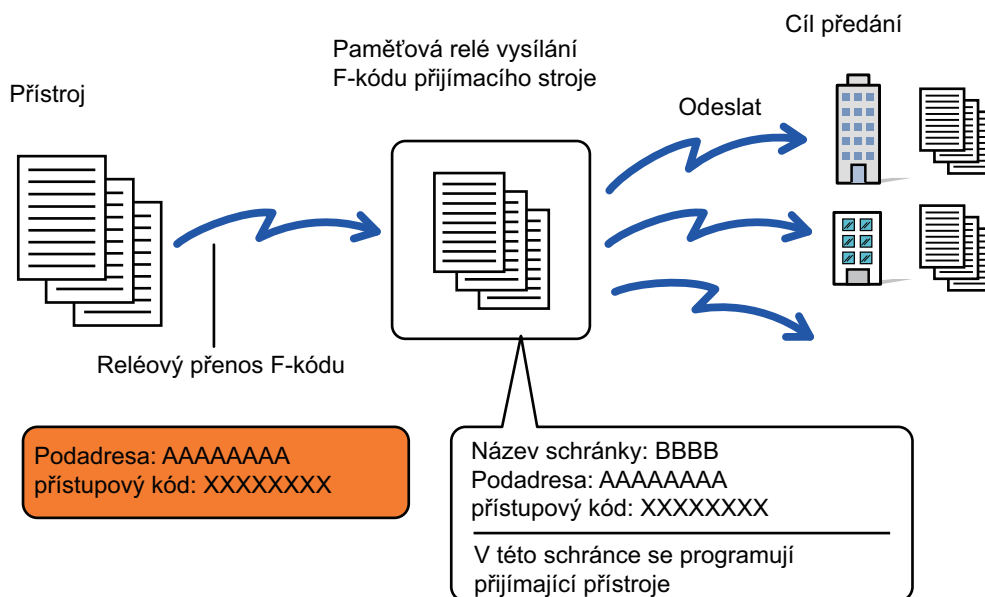 Cíl předání
Paměťová relé vysílání
F-kódu přijímacího stroje
Přístroj
Odeslat
Reléový přenos F-kódu
Podadresa: AAAAAAAA
přístupový kód: XXXXXXXX
Název schránky: BBBB
Podadresa: AAAAAAAA
přístupový kód: XXXXXXXX
V této schránce se programují
přijímající přístroje